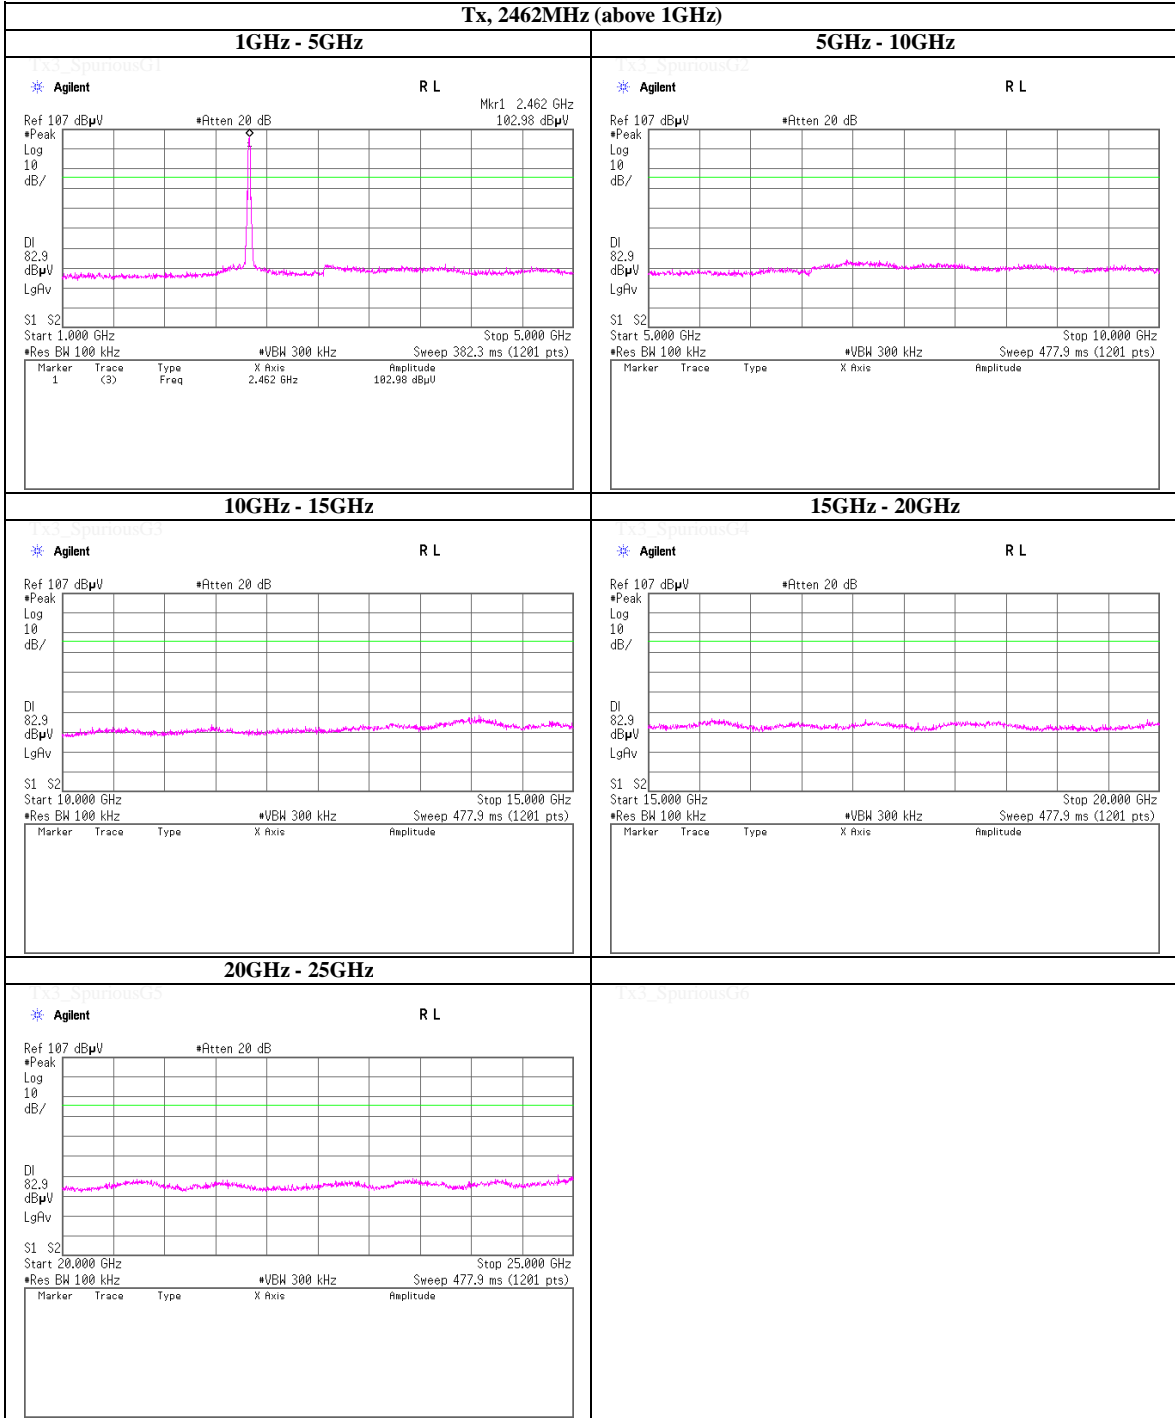 Tx, 2462MHz (above 1GHz)
1GHz - 5GHz
Tx3_SpuriousG1
Agilent R L
Mkr1 2.462 GHz
Ref 107 dBµV #Atten 20 dB 102.98 dBµV
#Peak
Log
10
dB/
DI
82.9
dBµV
LgAv
S1 S2
Start 1.000 GHz Stop 5.000 GHz
#Res BW 100 kHz #VBW 300 kHz Sweep 382.3 ms (1201 pts)
Marker Trace Type X Axis Amplitude
1 (3) Freq 2.462 GHz 102.98 dBµV
5GHz - 10GHz
Tx3_SpuriousG2
Agilent R L
Ref 107 dBµV #Atten 20 dB
#Peak
Log
10
dB/
DI
82.9
dBµV
LgAv
S1 S2
Start 5.000 GHz Stop 10.000 GHz
#Res BW 100 kHz #VBW 300 kHz Sweep 477.9 ms (1201 pts)
Marker Trace Type X Axis Amplitude
10GHz - 15GHz
Tx3_SpuriousG3
Agilent R L
Ref 107 dBµV #Atten 20 dB
#Peak
Log
10
dB/
DI
82.9
dBµV
LgAv
S1 S2
Start 10.000 GHz Stop 15.000 GHz
#Res BW 100 kHz #VBW 300 kHz Sweep 477.9 ms (1201 pts)
Marker Trace Type X Axis Amplitude
15GHz - 20GHz
Tx3_SpuriousG4
Agilent R L
Ref 107 dBµV #Atten 20 dB
#Peak
Log
10
dB/
DI
82.9
dBµV
LgAv
S1 S2
Start 15.000 GHz Stop 20.000 GHz
#Res BW 100 kHz #VBW 300 kHz Sweep 477.9 ms (1201 pts)
Marker Trace Type X Axis Amplitude
20GHz - 25GHz
Tx3_SpuriousG5
Agilent R L
Ref 107 dBµV #Atten 20 dB
#Peak
Log
10
dB/
DI
82.9
dBµV
LgAv
S1 S2
Start 20.000 GHz Stop 25.000 GHz
#Res BW 100 kHz #VBW 300 kHz Sweep 477.9 ms (1201 pts)
Marker Trace Type X Axis Amplitude
Tx3_SpuriousG6